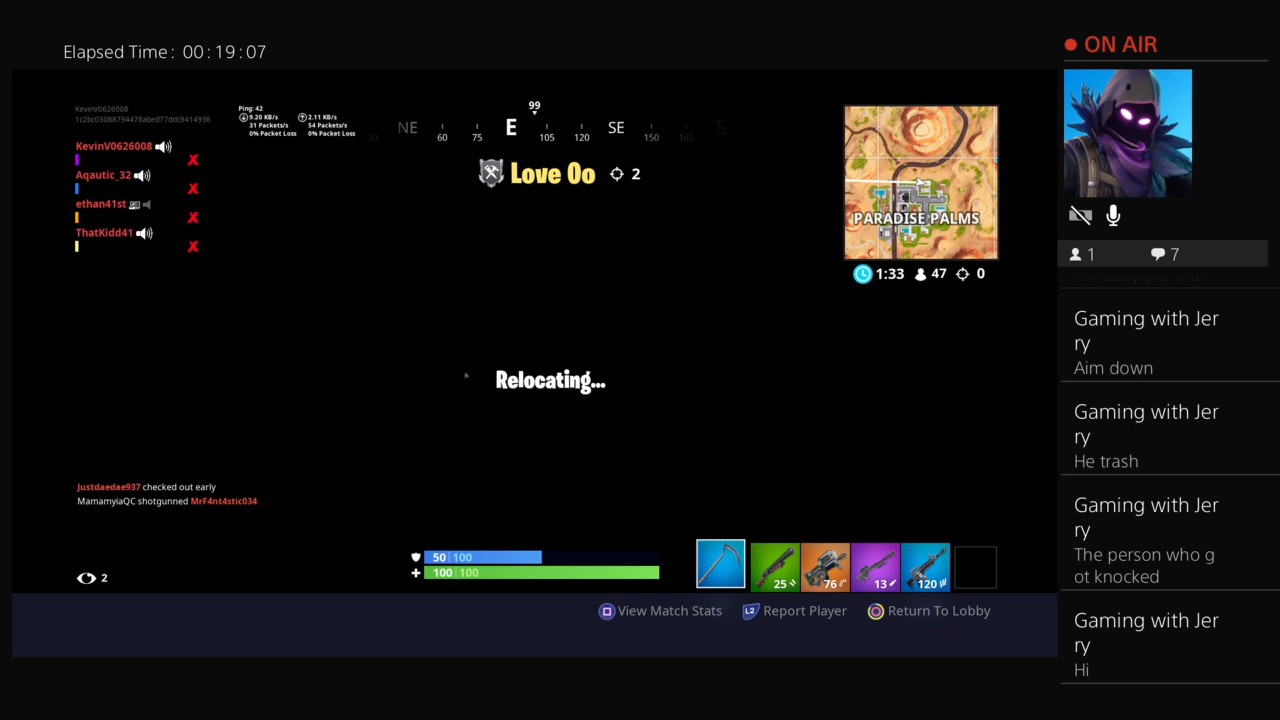 Elapsed Time: 00:19:07
ON AIR
KevinV0626008
1c2bc03088794478abed77ddc9414936
Ping: 42
9.20 KB/s 2.11 KB/s
31 Packets/s 54 Packets/s
0% Packet Loss 0% Packet Loss
99
NE 60 75 E 105 120 SE 150 165 S
KevinV0626008
Aqautic_32
ethan41st
ThatKidd41
Love Oo 2
PARADISE PALMS
1:33 47 0
1 7
Relocating...
Justdaedae937 checked out early
MamamyiaQC shotgunned MrF4nt4stic034
2
50 100
100 100
25 76 13 120
View Match Stats L2 Report Player Return To Lobby
Gaming with Jer
ry
Aim down
Gaming with Jer
ry
He trash
Gaming with Jer
ry
The person who g
ot knocked
Gaming with Jer
ry
Hi